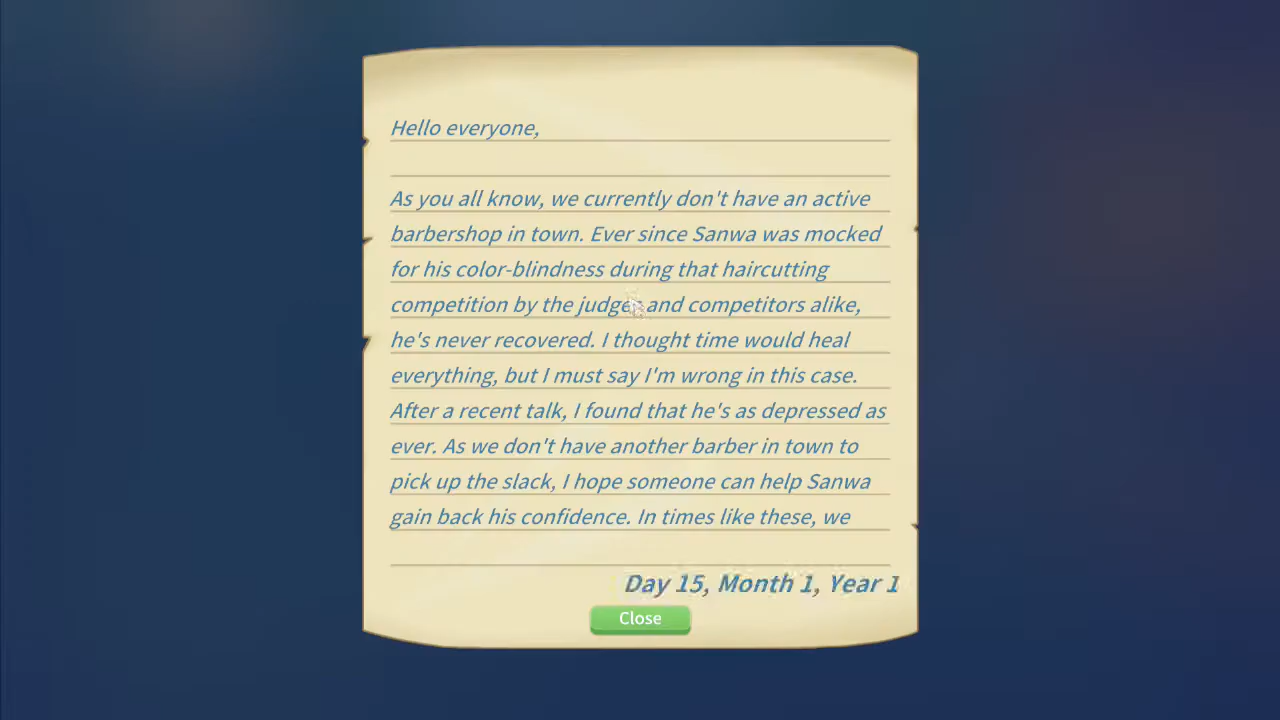 Hello everyone,
As you all know, we currently don't have an active
barbershop in town. Ever since Sanwa was mocked
for his color-blindness during that haircutting
competition by the judges and competitors alike,
he's never recovered. I thought time would heal
everything, but I must say I'm wrong in this case.
After a recent talk, I found that he's as depressed as
ever. As we don't have another barber in town to
pick up the slack, I hope someone can help Sanwa
gain back his confidence. In times like these, we
Day 15, Month 1, Year 1
Close